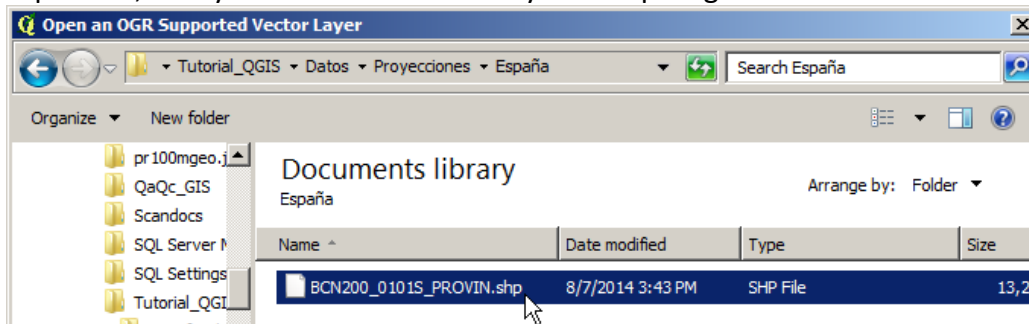 Open an OGR Supported Vector Layer
Tutorial_QGIS Datos Proyecciones España
Search España
Organize New folder
pr100mgeo.j
QaQc_GIS
Scandocs
SQL Server
SQL Settings
Tutorial_QGI
Documents library
España
Arrange by: Folder
Name Date modified Type Size
BCN200_0101S_PROVIN.shp 8/7/2014 3:43 PM SHP File 13,2